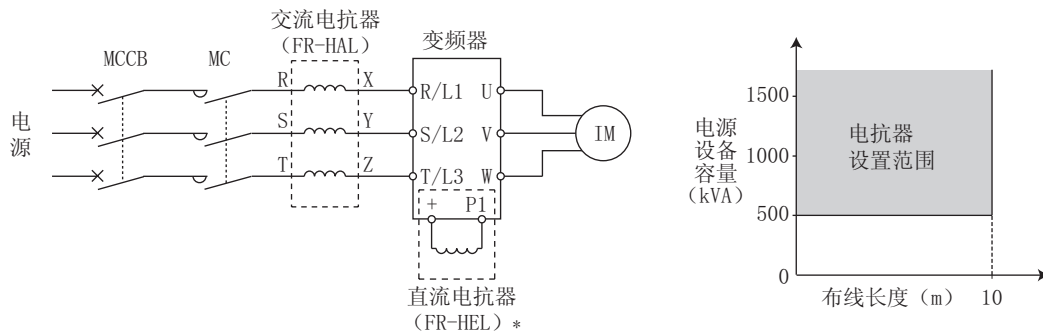 交流电抗器
(FR-HAL)
变频器
MCCB
MC
R
X
R/L1
U
S
Y
S/L2
V
T
Z
T/L3
W
电
源
IM
+
P1
直流电抗器
(FR-HEL) *
1500
1000
500
0
电源
设备
容量
(kVA)
电抗器
设置范围
布线长度 (m)
10